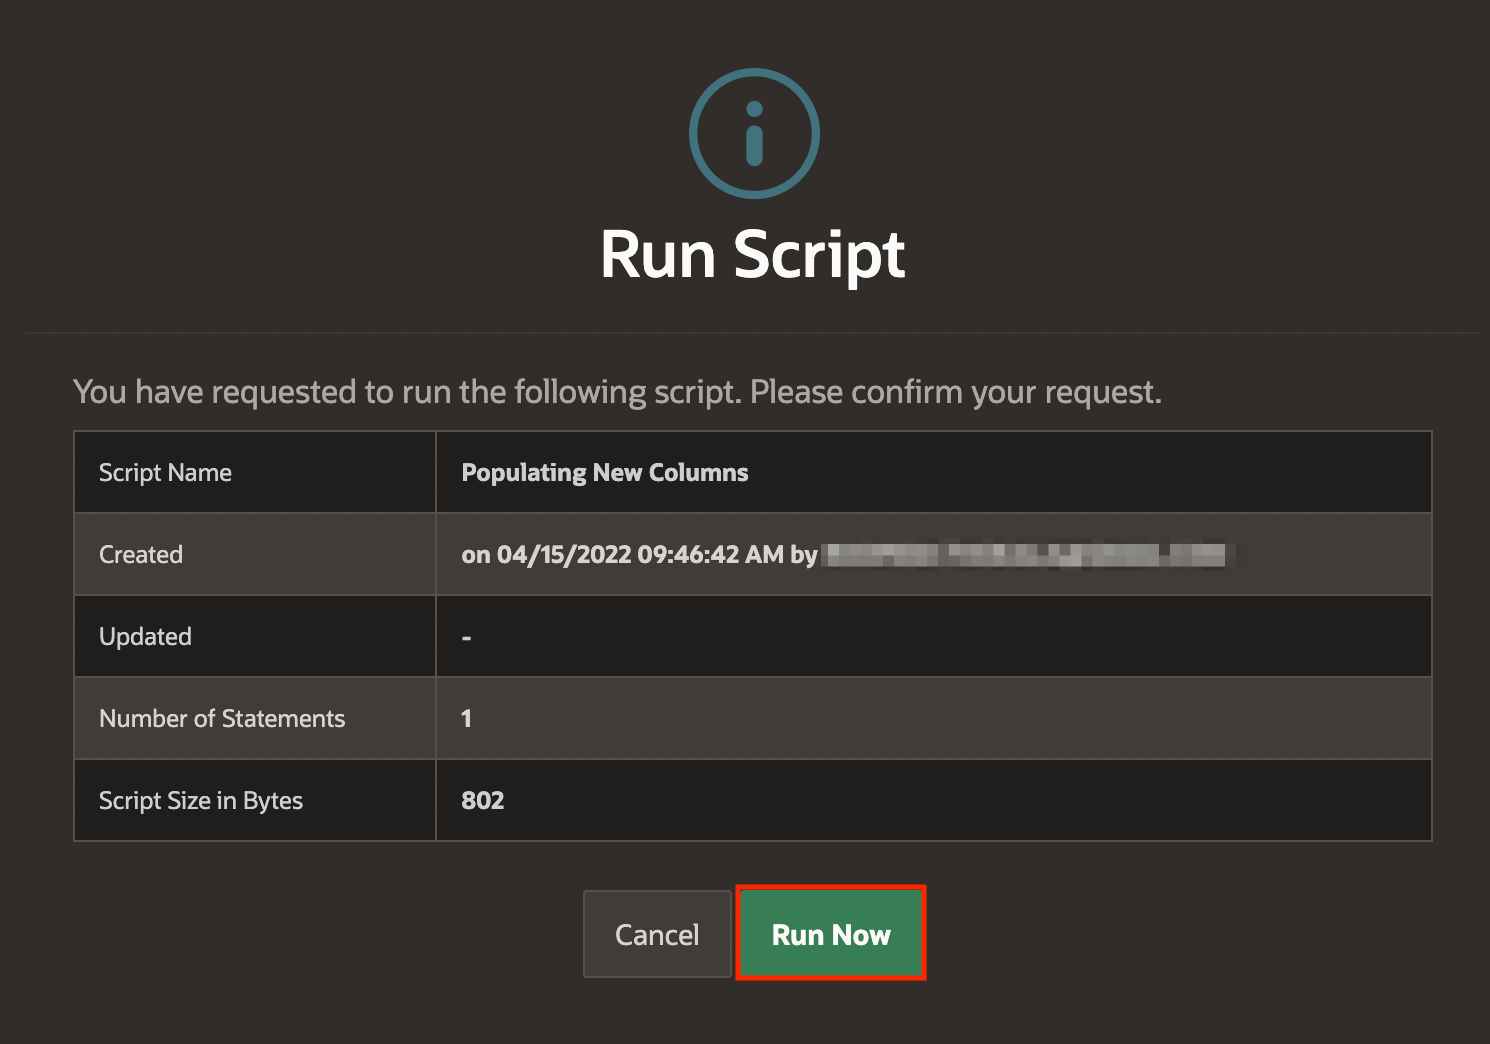 Run Script
You have requested to run the following script. Please confirm your request.
Script Name Populating New Columns
Created on 04/15/2022 09:46:42 AM by
Updated -
Number of Statements 1
Script Size in Bytes 802
Cancel Run Now